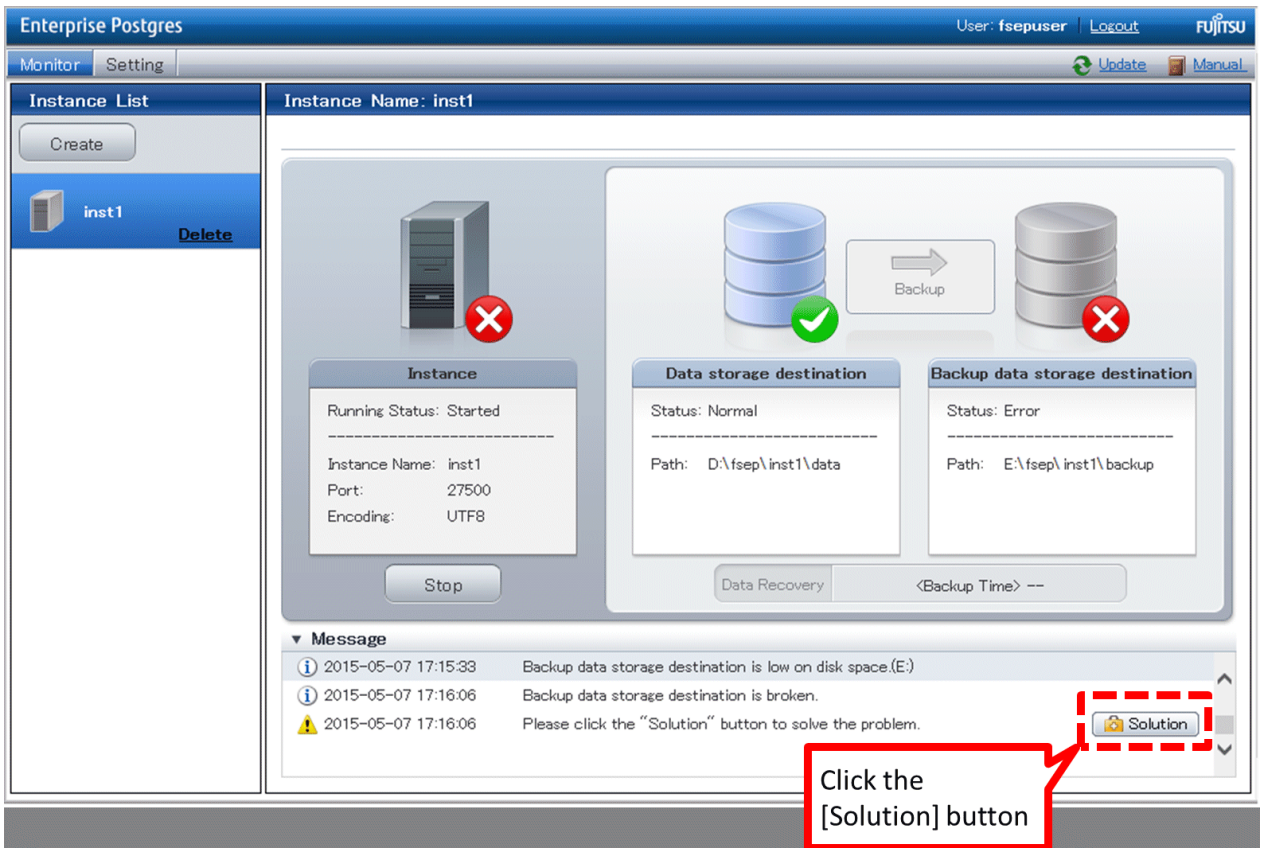 Enterprise Postgres
User: fsepuser Logout FUJITSU
Monitor Setting
Update Manual
Instance List
Instance Name: inst1
Create
inst1
Delete
Backup
Instance
Running Status: Started
---------------------------
Instance Name: inst1
Port: 27500
Encoding: UTF8
Stop
Data storage destination
Status: Normal
---------------------------
Path: D:\fsep\inst1\data
Backup data storage destination
Status: Error
---------------------------
Path: E:\fsep\inst1\backup
Data Recovery <Backup Time> --
▼ Message
2015-05-07 17:15:33 Backup data storage destination is low on disk space.(E:)
2015-05-07 17:16:06 Backup data storage destination is broken.
2015-05-07 17:16:06 Please click the "Solution" button to solve the problem.
Solution
Click the
[Solution] button